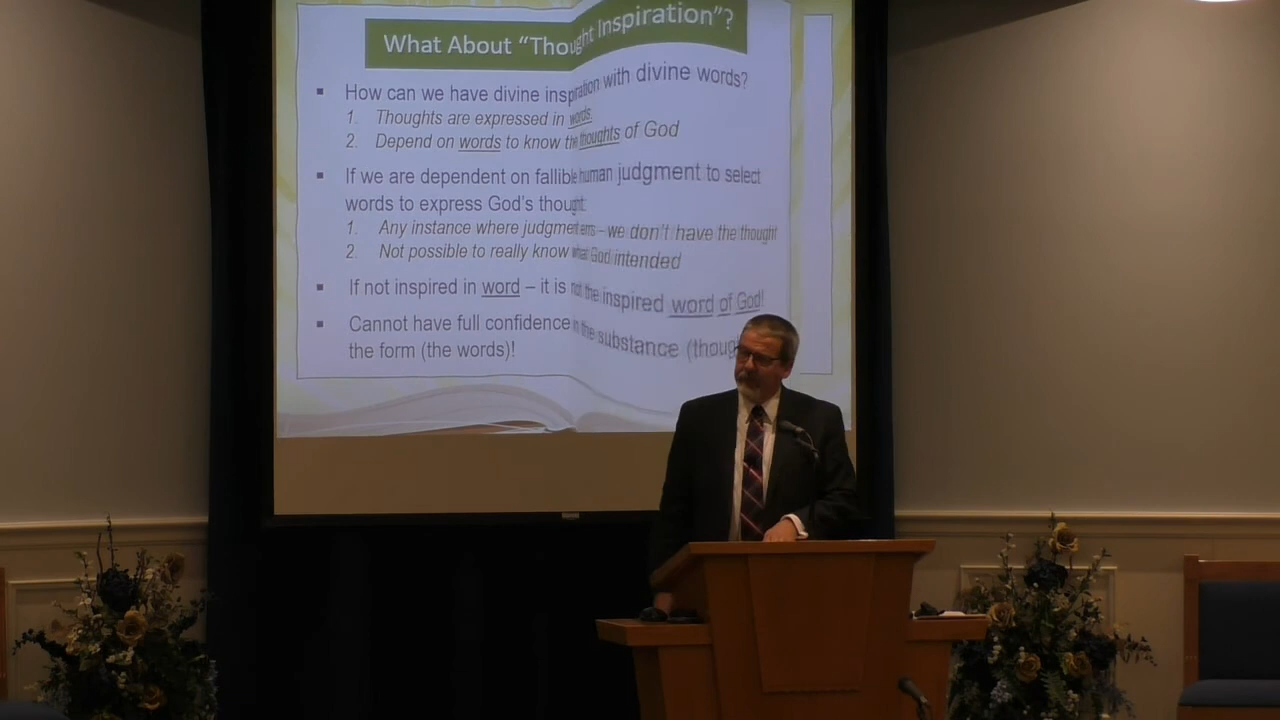 What About “Thought Inspiration”?
▪ How can we have divine inspiration with divine words?
1. Thoughts are expressed in words.
2. Depend on words to know the thoughts of God
▪ If we are dependent on fallible human judgment to select
words to express God's thought:
1. Any instance where judgment errs – we don't have the thought
2. Not possible to really know what God intended
▪ If not inspired in word – it is not the inspired word of God!
▪ Cannot have full confidence in the substance
the form (the words)!